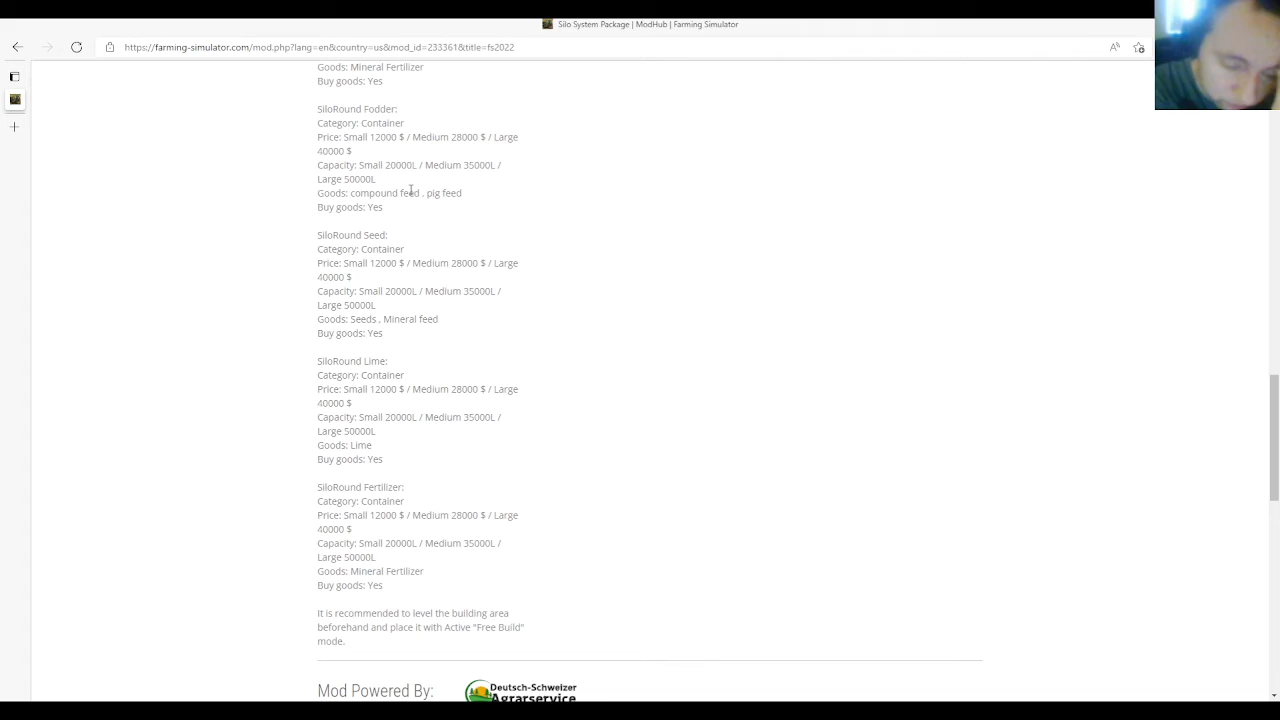 Silo System Package | ModHub | Farming Simulator
https://farming-simulator.com/mod.php?lang=en&country=us&mod_id=233361&title=fs2022
Goods: Mineral Fertilizer
Buy goods: Yes
SiloRound Fodder:
Category: Container
Price: Small 12000 $ / Medium 28000 $ / Large
40000 $
Capacity: Small 20000L / Medium 35000L /
Large 50000L
Goods: compound feed , pig feed
Buy goods: Yes
SiloRound Seed:
Category: Container
Price: Small 12000 $ / Medium 28000 $ / Large
40000 $
Capacity: Small 20000L / Medium 35000L /
Large 50000L
Goods: Seeds , Mineral feed
Buy goods: Yes
SiloRound Lime:
Category: Container
Price: Small 12000 $ / Medium 28000 $ / Large
40000 $
Capacity: Small 20000L / Medium 35000L /
Large 50000L
Goods: Lime
Buy goods: Yes
SiloRound Fertilizer:
Category: Container
Price: Small 12000 $ / Medium 28000 $ / Large
40000 $
Capacity: Small 20000L / Medium 35000L /
Large 50000L
Goods: Mineral Fertilizer
Buy goods: Yes
It is recommended to level the building area
beforehand and place it with Active "Free Build"
mode.
Mod Powered By:
Deutsch-Schweizer
Agrarservice